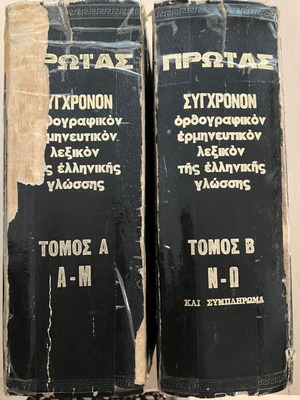 ΠΡΩΤΑΣ
ΣΥΓΧΡΟΝΟΝ
ὀρθογραφικὸν
ἑρμηνευτικὸν
λεξικὸν
τῆς ἑλληνικῆς
γλώσσης
ΤΟΜΟΣ Α
Α-Μ
ΠΡΩΤΑΣ
ΣΥΓΧΡΟΝΟΝ
ὀρθογραφικὸν
ἑρμηνευτικὸν
λεξικὸν
τῆς ἑλληνικῆς
γλώσσης
ΤΟΜΟΣ Β
Ν-Ω
ΚΑΙ ΣΥΜΠΛΗΡΩΜΑ